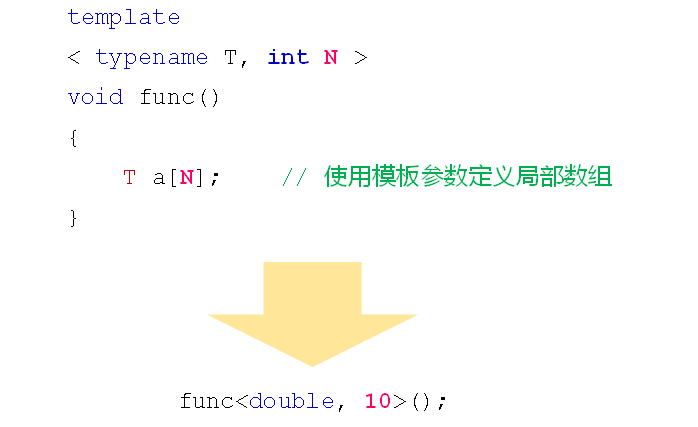 template
< typename T, int N >
void func()
{
    T a[N];    // 使用模板参数定义局部数组
}
func<double, 10>();